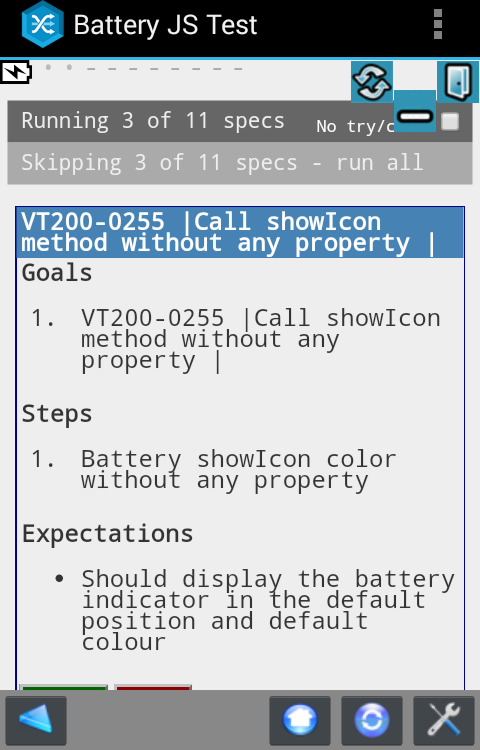 Battery JS Test
Running 3 of 11 specs
No try/c
Skipping 3 of 11 specs - run all
VT200-0255 |Call showIcon
method without any property |
Goals
1. VT200-0255 |Call showIcon
method without any
property |
Steps
1. Battery showIcon color
without any property
Expectations
• Should display the battery
indicator in the default
position and default
colour